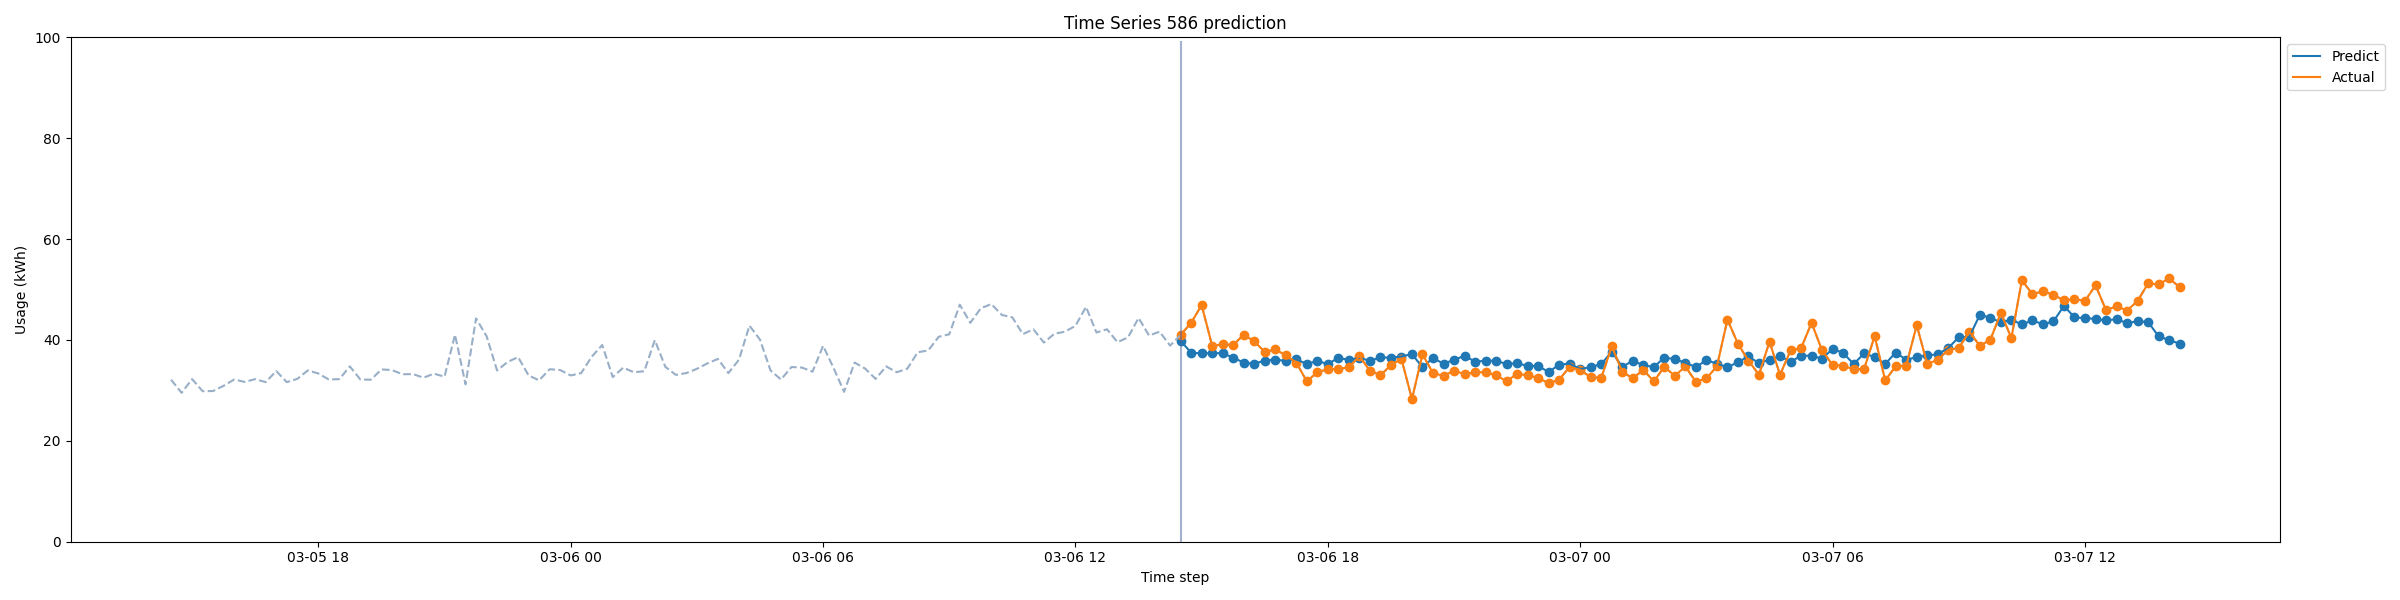 Time Series 586 prediction
100
80
60
40
20
0
Usage (kWh)
03-05 18
03-06 00
03-06 06
03-06 12
03-06 18
03-07 00
03-07 06
03-07 12
Time step
Predict
Actual